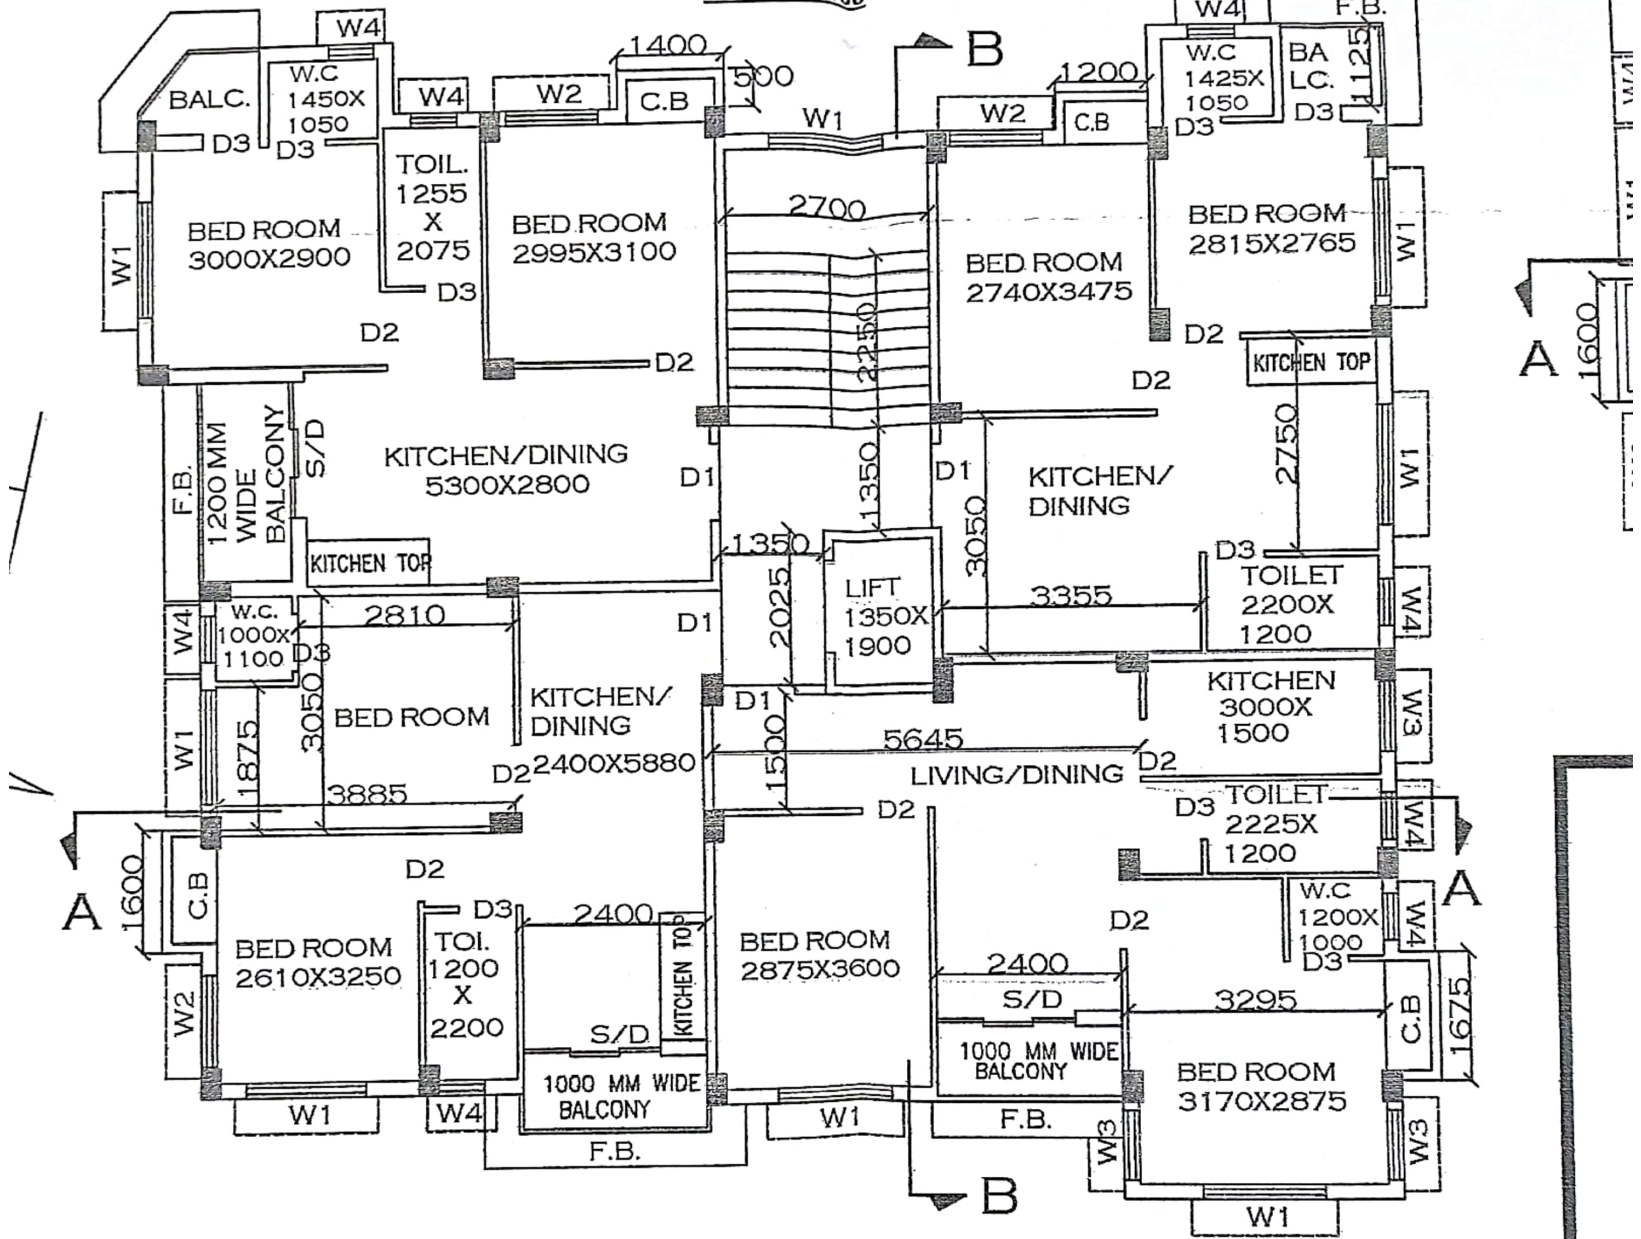 W4
W4
F.B.
1400
500
B
W.C
1450X
1050
BALC.
D3
D3
W4
W2
C.B
W1
W2
1200
C.B
W.C
1425X
1050
D3
BA
LC.
D3
1125
TOIL.
1255
X
2075
D3
BED ROOM
3000X2900
W1
D2
BED ROOM
2995X3100
D2
2700
2250
BED ROOM
2740X3475
D2
BED ROOM
2815X2765
W1
D2
KITCHEN TOP
A
1600
F.B.
1200 MM
WIDE
BALCONY
S/D
KITCHEN/DINING
5300X2800
KITCHEN TOP
D1
1350
D1
KITCHEN/
DINING
3050
2750
W1
1350
2025
LIFT
1350X
1900
3355
D3
TOILET
2200X
1200
W4
W4
W.C.
1000X
1100
D3
2810
3050
BED ROOM
D1
KITCHEN/
DINING
2400X5880
D2
W1
1875
3885
D1
1500
5645
LIVING/DINING
D2
KITCHEN
3000X
1500
W3
D3
TOILET
2225X
1200
W4
A
1600
C.B
D2
D2
A
BED ROOM
2610X3250
W2
D3
TOI.
1200
X
2200
2400
KITCHEN TOP
S/D
1000 MM WIDE
BALCONY
BED ROOM
2875X3600
2400
S/D
1000 MM WIDE
BALCONY
D2
W.C
1200X
1000
D3
W4
3295
C.B
1675
BED ROOM
3170X2875
W1
W4
F.B.
W1
F.B.
W3
W3
B
W1